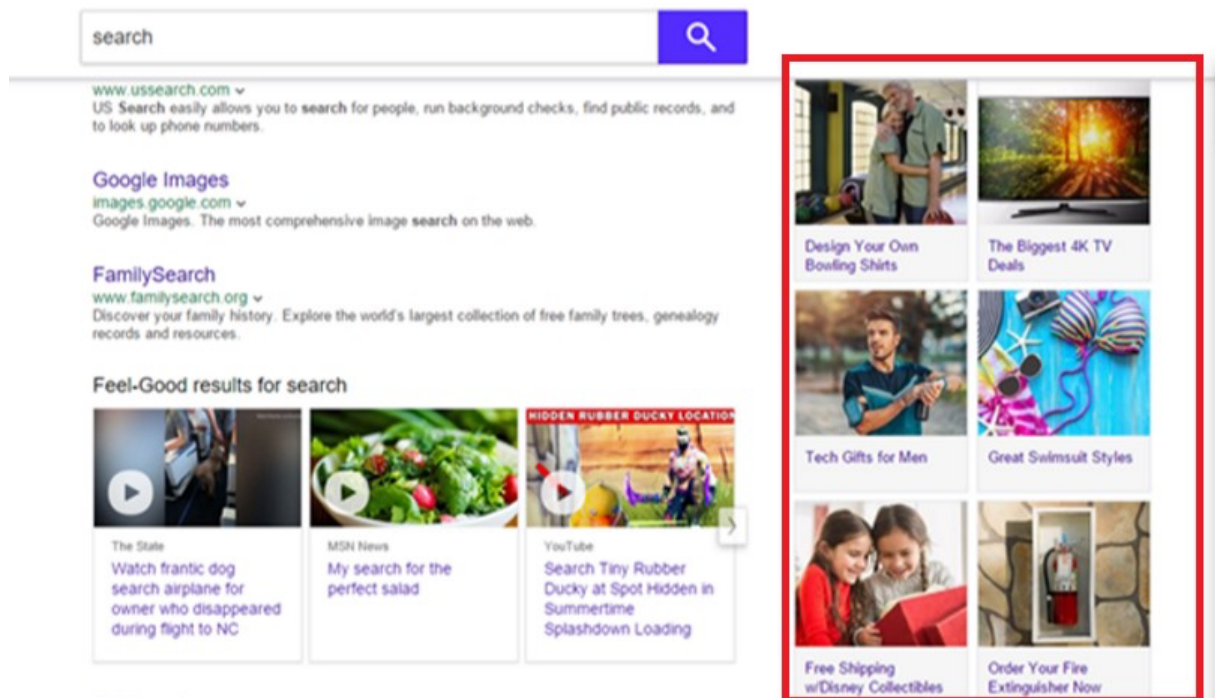 search
www.ussearch.com
US Search easily allows you to search for people, run background checks, find public records, and
to look up phone numbers.
Google Images
images.google.com
Google Images. The most comprehensive image search on the web.
FamilySearch
www.familysearch.org
Discover your family history. Explore the world's largest collection of free family trees, genealogy
records and resources.
Feel-Good results for search
The State
Watch frantic dog
search airplane for
owner who disappeared
during flight to NC
MSN News
My search for the
perfect salad
HIDDEN RUBBER DUCKY LOCATION
YouTube
Search Tiny Rubber
Ducky at Spot Hidden in
Summertime
Splashdown Loading
Design Your Own
Bowling Shirts
The Biggest 4K TV
Deals
Tech Gifts for Men
Great Swimsuit Styles
Free Shipping
w/Disney Collectibles
Order Your Fire
Extinguisher Now